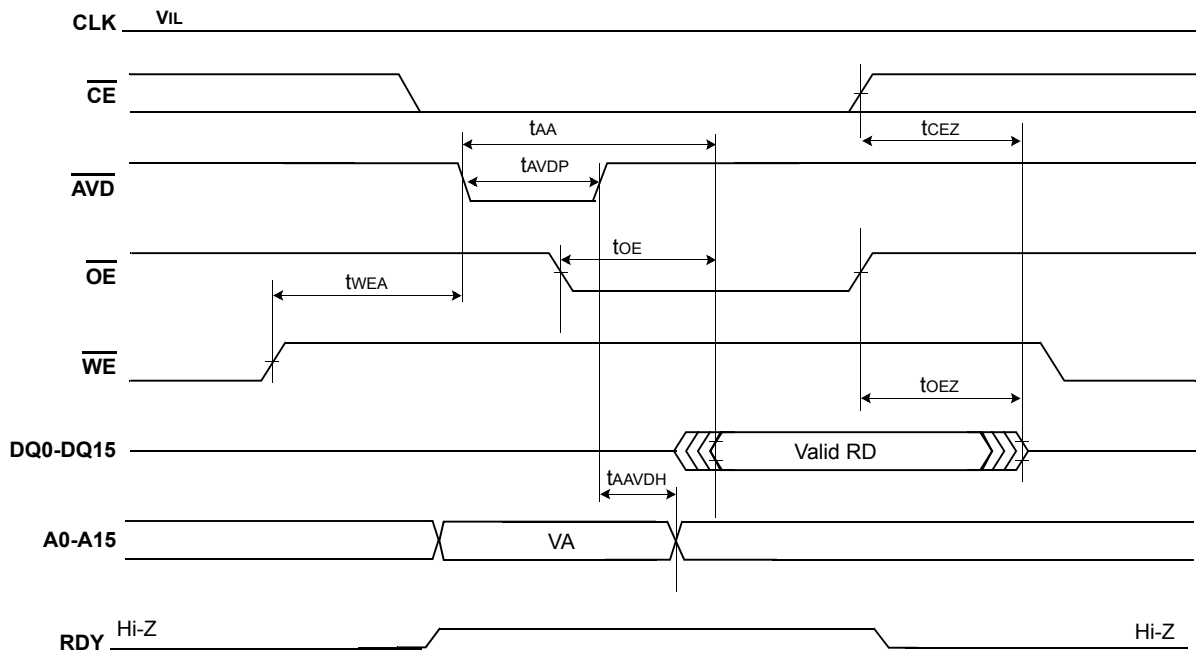 CLK VIL
CE
tAA tCEZ
AVD tAVDP
OE tOE
tWEA
WE
tOEZ
DQ0-DQ15 Valid RD
tAAVDH
A0-A15 VA
RDY Hi-Z Hi-Z